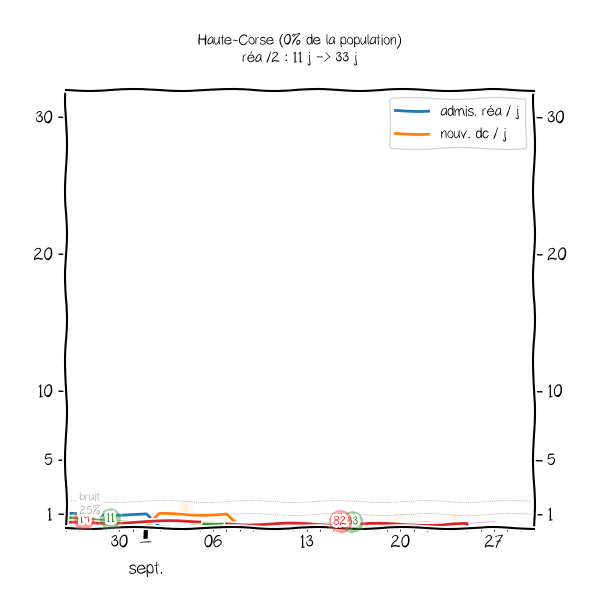 Haute-Corse (0% de la population)
réa /2 : 11 j -> 33 j
admis. réa / j
nouv. dc / j
30 30
20 20
10 10
5 5
bruit
25%
1 11 82 1
30 06 13 20 27
sept.